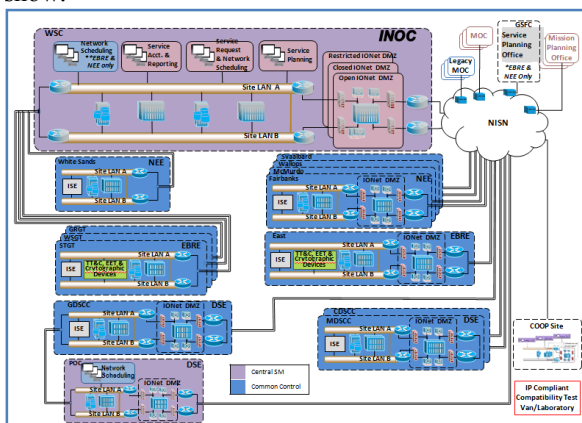 show.
WSC
INOC
Network
Scheduling
**EBRE &
NEE Only
Service
Acct. &
Reporting
Service
Request
& Network
Scheduling
Service
Planning
Restricted IONet DMZ
Closed IONet DMZ
Open IONet DMZ
Site LAN A
Site LAN B
MOC
Legacy
MOC
GSFC
Service
Planning
Office
*EBRE &
NEE Only
Mission
Planning
Office
NISN
White Sands
NEE
Site LAN A
ISE
Site LAN B
Svaalbard
Wallops
McMurdo
Fairbanks
IONet DMZ
NEE
Site LAN A
ISE
Site LAN B
GRGT
WSGT
STGT
EBRE
Site LAN A
ISE
TT&C, EET &
Crytographic
Devices
Site LAN B
East
IONet DMZ
EBRE
Site LAN A
ISE
TT&C, EET &
Crytographic
Devices
Site LAN B
GDSCC
IONet DMZ
DSE
Site LAN A
ISE
Site LAN B
CDSCC
MDSCC
IONet DMZ
DSE
Site LAN A
ISE
Site LAN B
Network
Scheduling
DSE
IONet DMZ
Site LAN A
ISE
Site LAN B
Central SM
Common Control
COOP Site
IP Compliant
Compatibility Test
Van/Laboratory